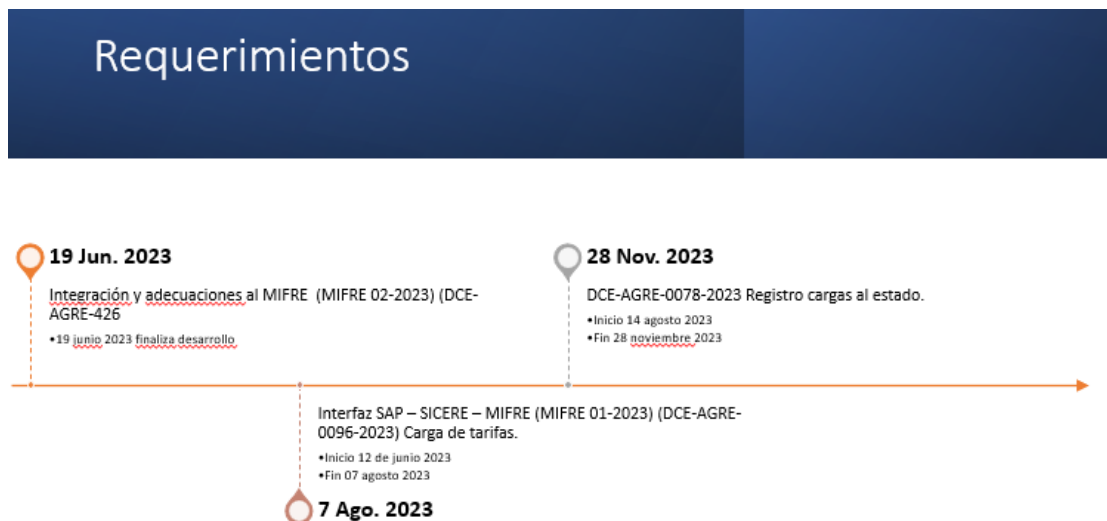 Requerimientos
19 Jun. 2023
Integración y adecuaciones al MIFRE (MIFRE 02-2023) (DCE-
AGRE-426
•19 junio 2023 finaliza desarrollo
28 Nov. 2023
DCE-AGRE-0078-2023 Registro cargas al estado.
•Inicio 14 agosto 2023
•Fin 28 noviembre 2023
Interfaz SAP – SICERE – MIFRE (MIFRE 01-2023) (DCE-AGRE-
0096-2023) Carga de tarifas.
•Inicio 12 de junio 2023
•Fin 07 agosto 2023
7 Ago. 2023